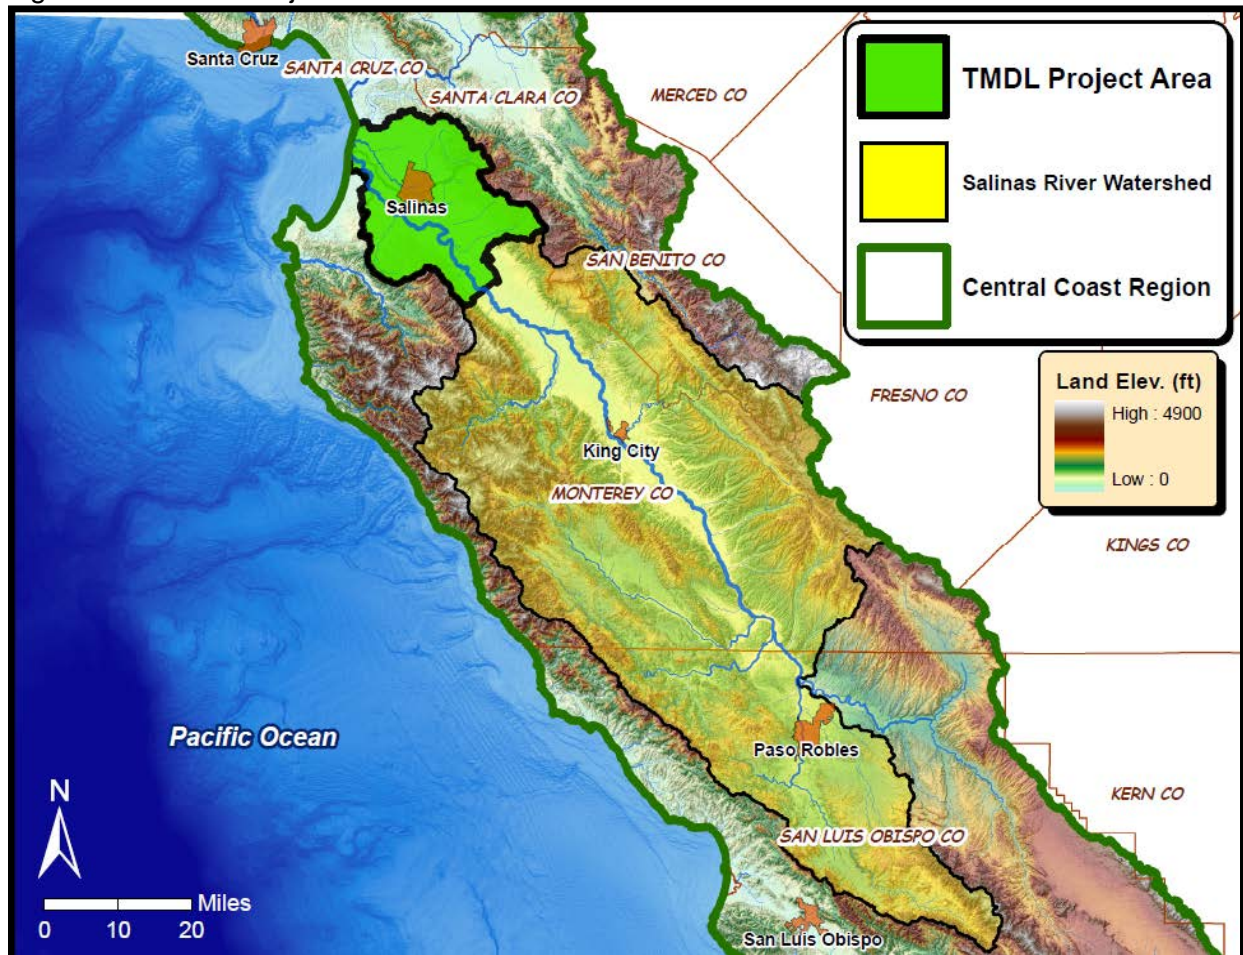 Santa Cruz
SANTA CRUZ CO
SANTA CLARA CO
MERCED CO
TMDL Project Area
Salinas River Watershed
Central Coast Region
Salinas
SAN BENITO CO
FRESNO CO
Land Elev. (ft)
High : 4900
Low : 0
King City
MONTEREY CO
KINGS CO
Pacific Ocean
Paso Robles
KERN CO
SAN LUIS OBISPO CO
N
Miles
0 10 20
San Luis Obispo